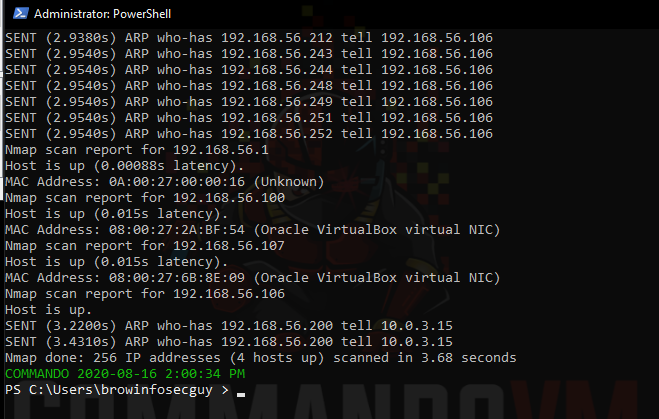 Administrator: PowerShell
SENT (2.9380s) ARP who-has 192.168.56.212 tell 192.168.56.106
SENT (2.9540s) ARP who-has 192.168.56.243 tell 192.168.56.106
SENT (2.9540s) ARP who-has 192.168.56.244 tell 192.168.56.106
SENT (2.9540s) ARP who-has 192.168.56.248 tell 192.168.56.106
SENT (2.9540s) ARP who-has 192.168.56.249 tell 192.168.56.106
SENT (2.9540s) ARP who-has 192.168.56.251 tell 192.168.56.106
SENT (2.9540s) ARP who-has 192.168.56.252 tell 192.168.56.106
Nmap scan report for 192.168.56.1
Host is up (0.00088s latency).
MAC Address: 0A:00:27:00:00:16 (Unknown)
Nmap scan report for 192.168.56.100
Host is up (0.015s latency).
MAC Address: 08:00:27:2A:BF:54 (Oracle VirtualBox virtual NIC)
Nmap scan report for 192.168.56.107
Host is up (0.015s latency).
MAC Address: 08:00:27:6B:8E:09 (Oracle VirtualBox virtual NIC)
Nmap scan report for 192.168.56.106
Host is up.
SENT (3.2200s) ARP who-has 192.168.56.200 tell 10.0.3.15
SENT (3.4310s) ARP who-has 192.168.56.200 tell 10.0.3.15
Nmap done: 256 IP addresses (4 hosts up) scanned in 3.68 seconds
COMMANDO 2020-08-16 2:00:34 PM
PS C:\Users\browinfosecguy >
COMMANDOVM